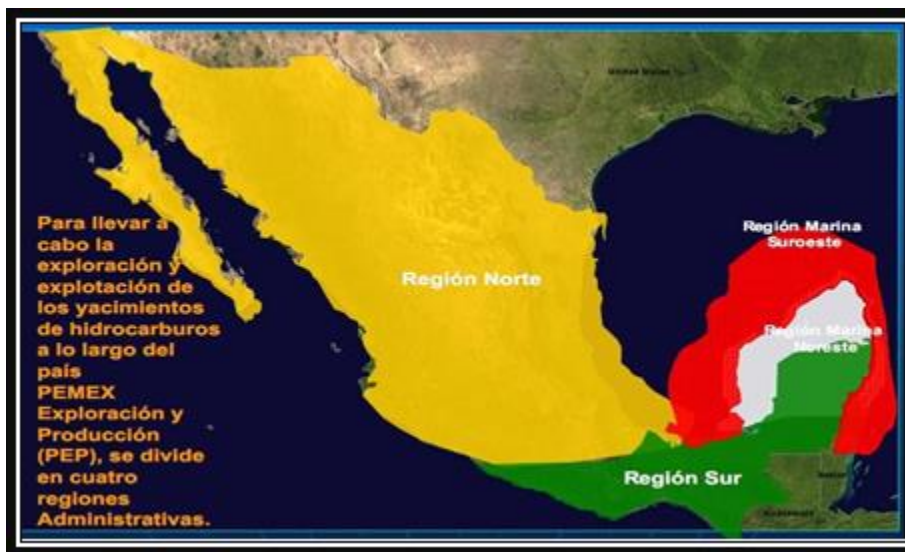 Para llevar a
cabo la
exploración y
explotación de
los yacimientos
de hidrocarburos
a lo largo del
país
PEMEX
Exploración y
Producción
(PEP), se divide
en cuatro
regiones
Administrativas.
Región Norte
Región Marina
Suroeste
Región Marina
Noreste
Región Sur